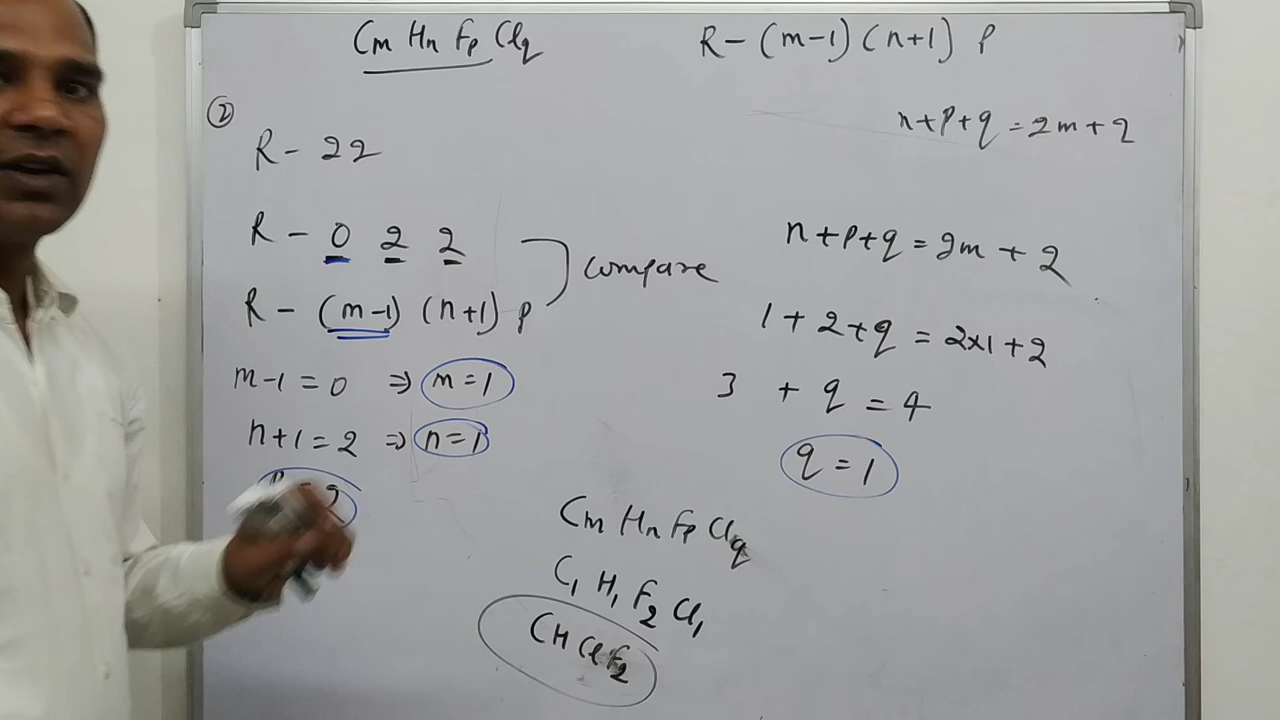 Cm Hn Fp Clq
R - (m-1) (n+1) P
n+p+q = 2m+2
②
R - 22
R - 0 2 2
R - (m-1) (n+1) P
compare
m-1 = 0 ⇒ m=1
n+1 = 2 ⇒ n=1
2
n+p+q = 2m + 2
1 + 2 + q = 2x1 + 2
3 + q = 4
q = 1
Cm Hn Fp Clq
C1 H1 F2 Cl1
CHClF2